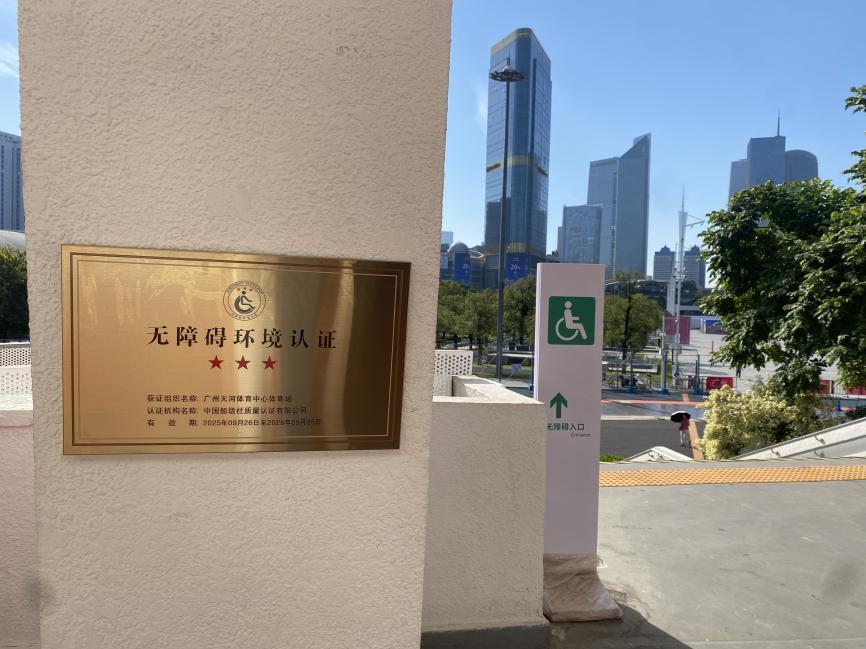 无障碍环境认证
获证组织名称: 广州天河体育中心体育场
认证机构名称: 中国船级社质量认证有限公司
有 效 期: 2025年09月26日至2028年09月25日
无障碍入口
Entrance